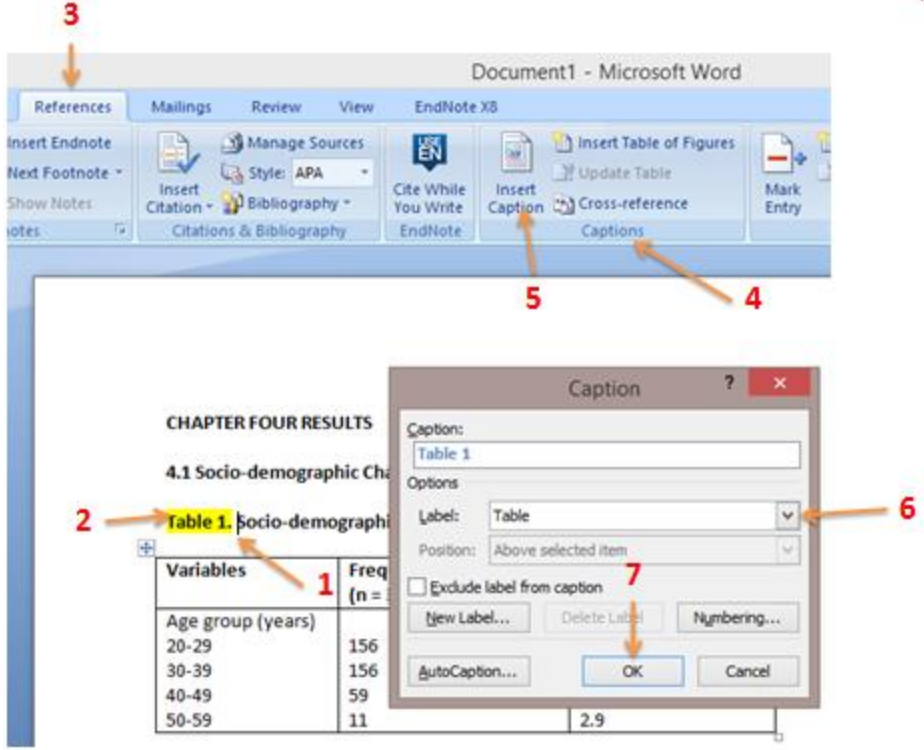 3
Document1 - Microsoft Word
References Mailings Review View EndNote X8
Insert Endnote
Next Footnote
Show Notes
Insert Citation
Manage Sources
Style: APA
Bibliography
Citations & Bibliography
Cite While You Write
EndNote
Insert Caption
Insert Table of Figures
Update Table
Cross-reference
Captions
Mark Entry
5
4
CHAPTER FOUR RESULTS
4.1 Socio-demographic Cha
2
Table 1. Socio-demographi
1
Variables Freq
(n =
Age group (years)
20-29 156
30-39 156
40-49 59
50-59 11 2.9
Caption ?
Caption:
Table 1
Options
Label: Table
6
Position: Above selected item
7
Exclude label from caption
New Label... Delete Label Numbering...
AutoCaption... OK Cancel